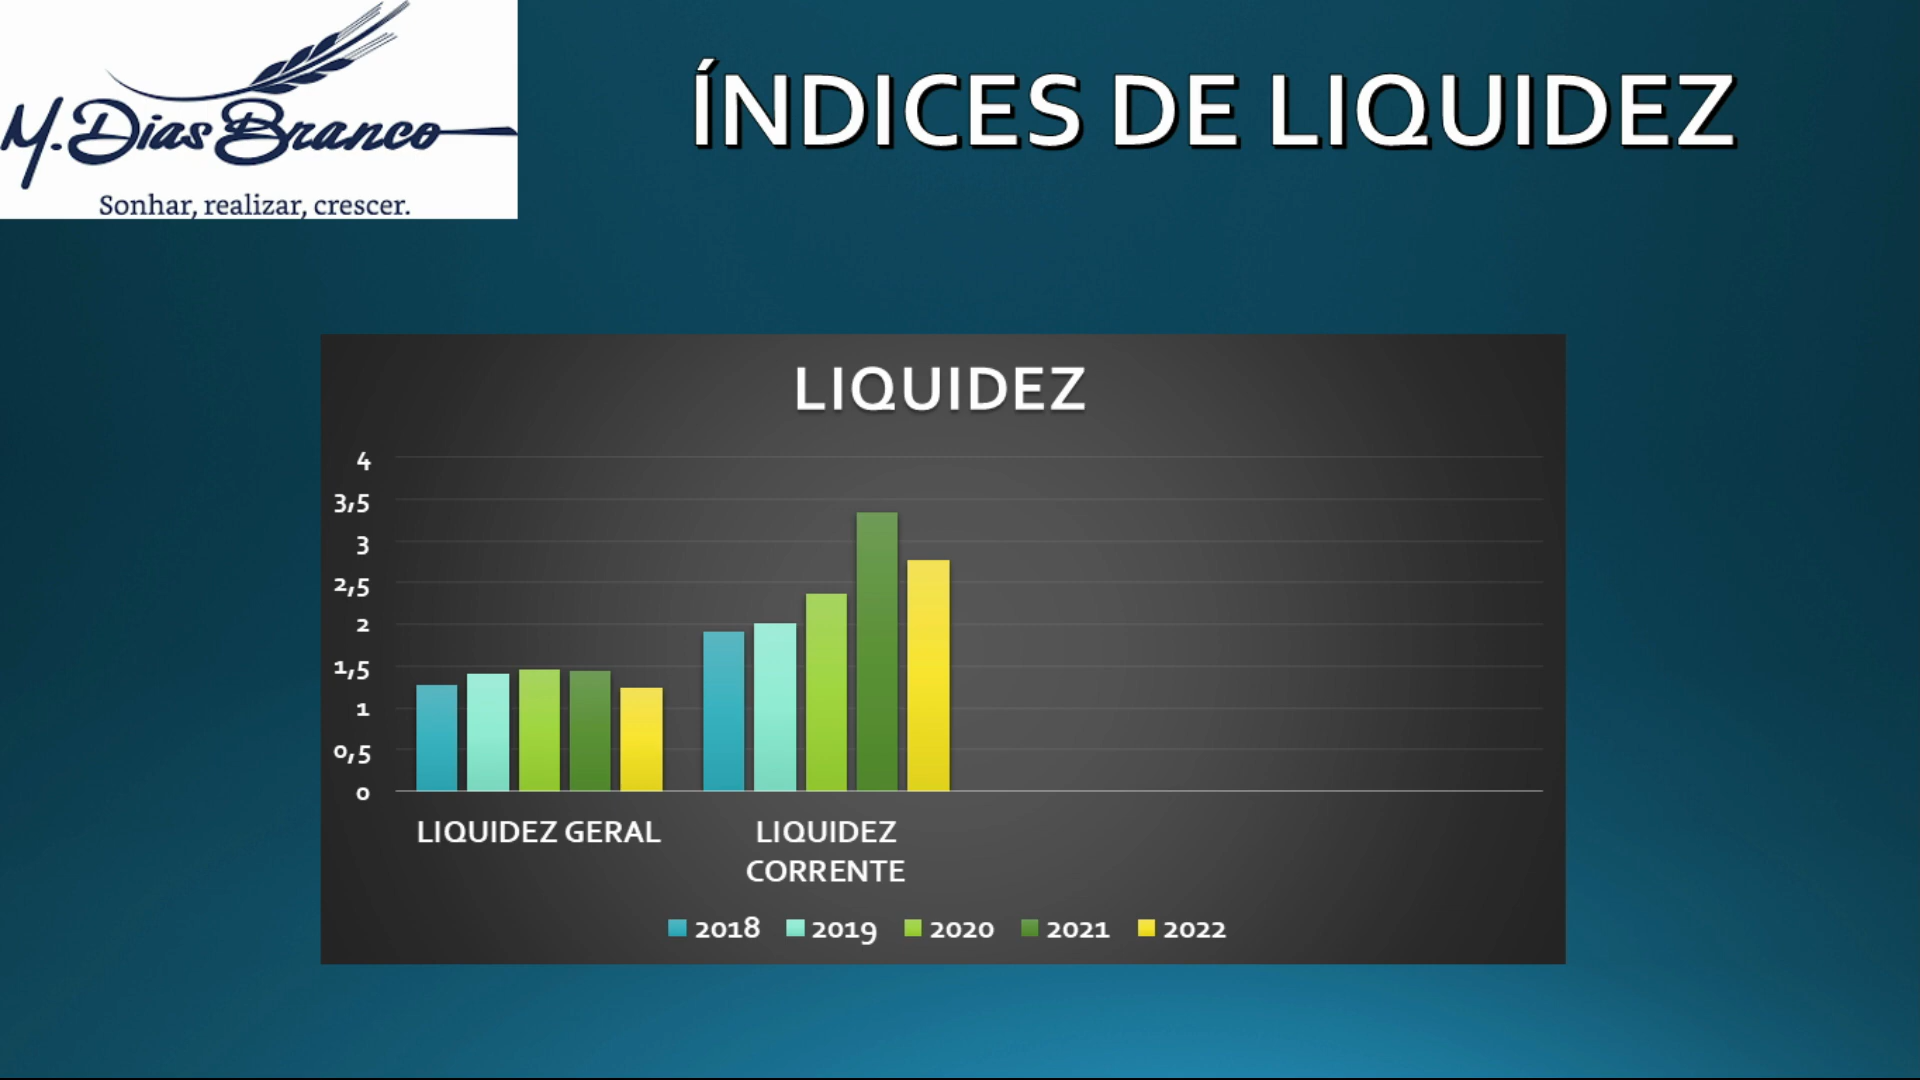 M. Dias Branco
Sonhar, realizar, crescer.
ÍNDICES DE LIQUIDEZ
LIQUIDEZ
4
3,5
3
2,5
2
1,5
1
0,5
0
LIQUIDEZ GERAL
LIQUIDEZ
CORRENTE
2018 2019 2020 2021 2022